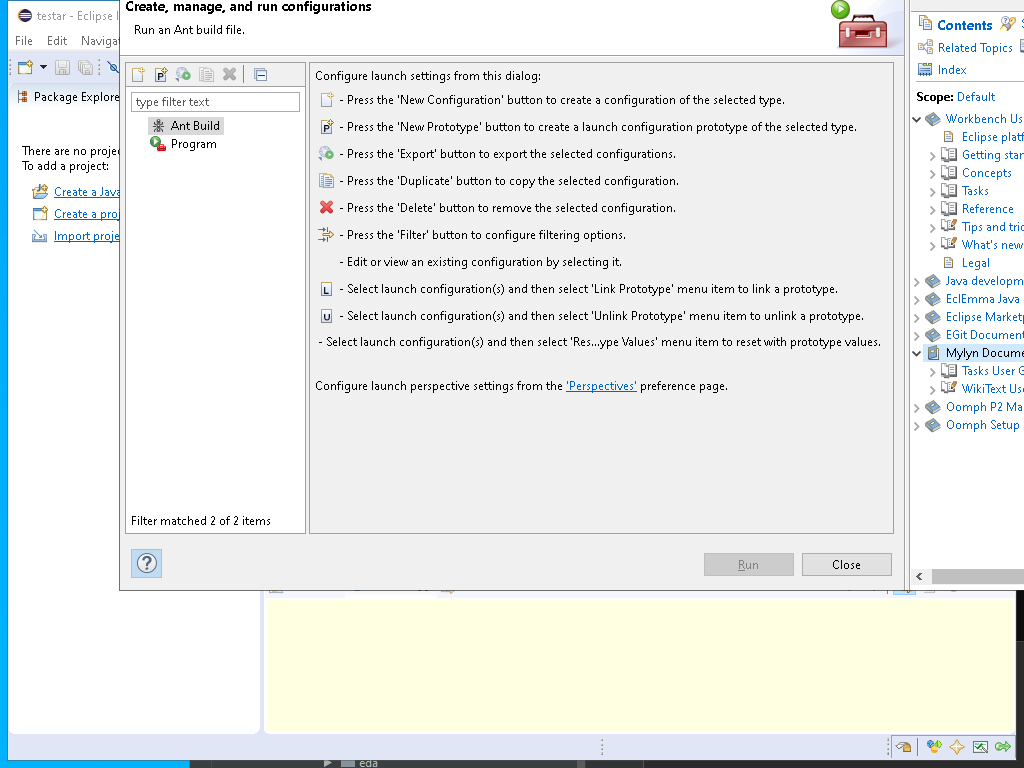 Create, manage, and run configurations
Run an Ant build file.
testar - Eclipse
File Edit
Package
There are no
To add a project:
Create a Java
Create a
Import
type filter text
Ant Build
Program
Filter matched 2 of 2 items
Configure launch settings from this dialog:
- Press the 'New Configuration' button to create a configuration of the selected type.
P - Press the 'New Prototype' button to create a launch configuration prototype of the selected type.
- Press the 'Export' button to export the selected configurations.
- Press the 'Duplicate' button to copy the selected configuration.
- Press the 'Delete' button to remove the selected configuration.
- Press the 'Filter' button to configure filtering options.
- Edit or view an existing configuration by selecting it.
L - Select launch configuration(s) and then select 'Link Prototype' menu item to link a prototype.
U - Select launch configuration(s) and then select 'Unlink Prototype' menu item to unlink a prototype.
- Select launch configuration(s) and then select 'Res...ype Values' menu item to reset with prototype values.
Configure launch perspective settings from the 'Perspectives' preference page.
?
Run Close
Contents
Related Topics
Index
Scope: Default
Workbench Us
Eclipse platf
Getting star
Concepts
Tasks
Reference
Tips and tric
What's new
Legal
Java developm
EclEmma Java
Eclipse Marketp
EGit Document
Mylyn Docume
Tasks User G
WikiText Use
Oomph P2 Ma
Oomph Setup
eda